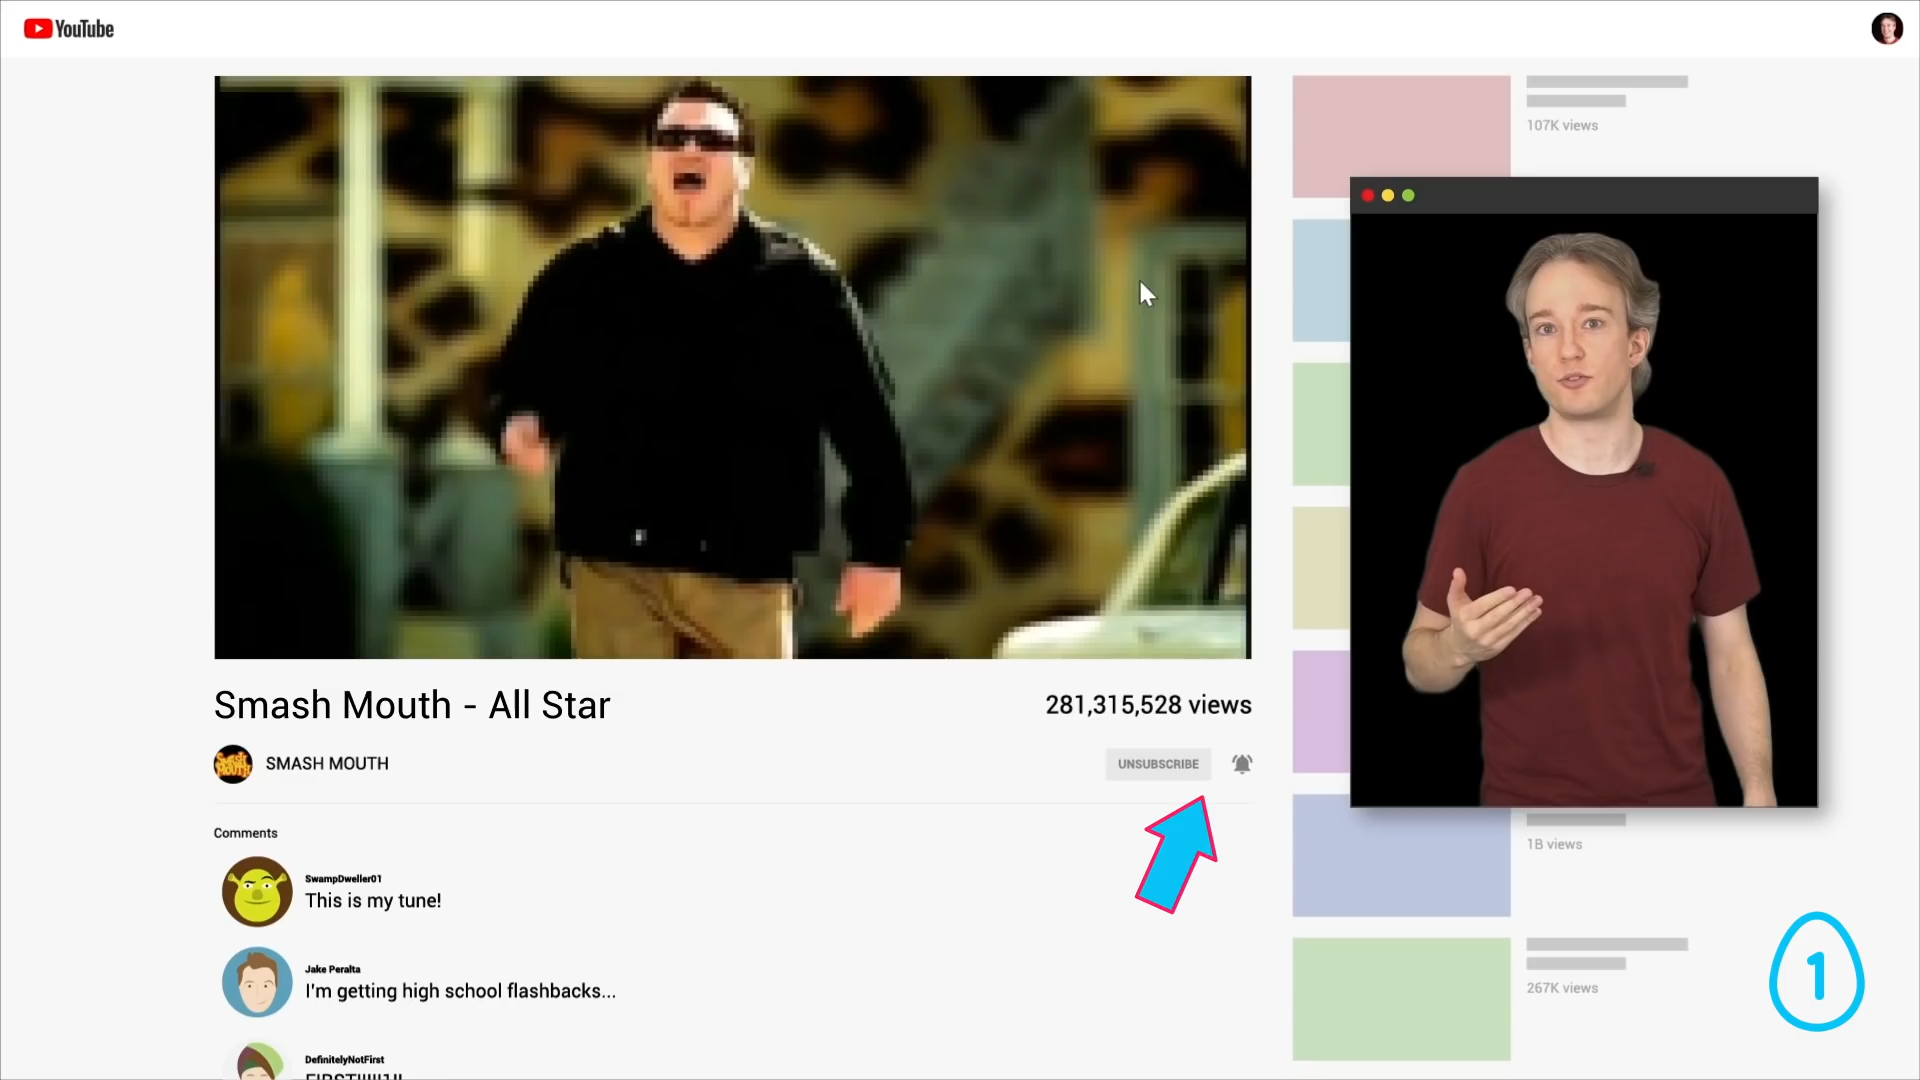 YouTube
107K views
Smash Mouth - All Star
281,315,528 views
SMASH MOUTH
UNSUBSCRIBE
Comments
SwampDweller01
This is my tune!
Jake Peralta
I'm getting high school flashbacks...
DefinitelyNotFirst
1B views
267K views
1